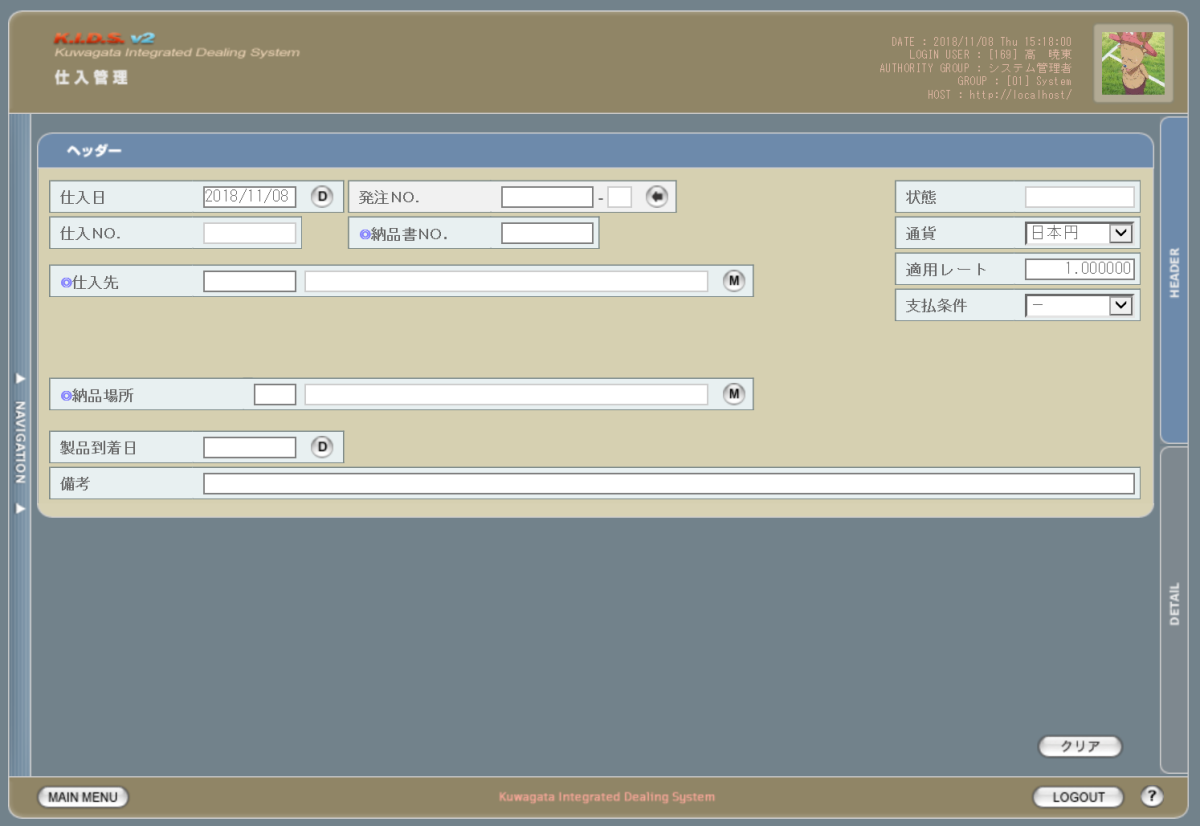 K.I.D.S. v2
Kuwagata Integrated Dealing System
仕入管理
DATE : 2018/11/08 Thu 15:18:00
LOGIN USER : [169] 高 暁東
AUTHORITY GROUP : システム管理者
GROUP : [01] System
HOST : http://localhost/
ヘッダー
仕入日 2018/11/08 D 発注NO. - 状態
仕入NO. ◎納品書NO. 通貨 日本円
◎仕入先 M 適用レート 1.000000
支払条件 －
◎納品場所 M
製品到着日 D
備考
NAVIGATION
HEADER
DETAIL
クリア
MAIN MENU Kuwagata Integrated Dealing System LOGOUT ?